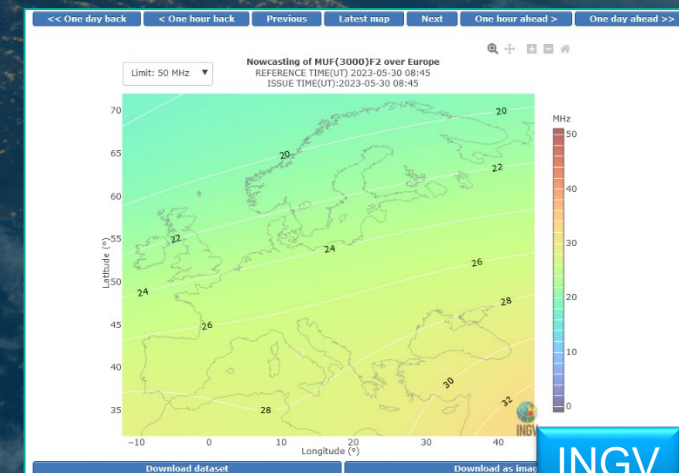 << One day back < One hour back Previous Latest map Next One hour ahead > One day ahead >>
Limit: 50 MHz ▼
Nowcasting of MUF(3000)F2 over Europe
REFERENCE TIME(UT) 2023-05-30 08:45
ISSUE TIME(UT):2023-05-30 08:45
MHz
70
65
60
55
50
45
40
35
Latitude (°)
20
20
22
22
24
24
26
26
28
28
30
32
50
40
30
20
10
0
INGV
−10 0 10 20 30 40
Longitude (°)
Download dataset Download as
INGV